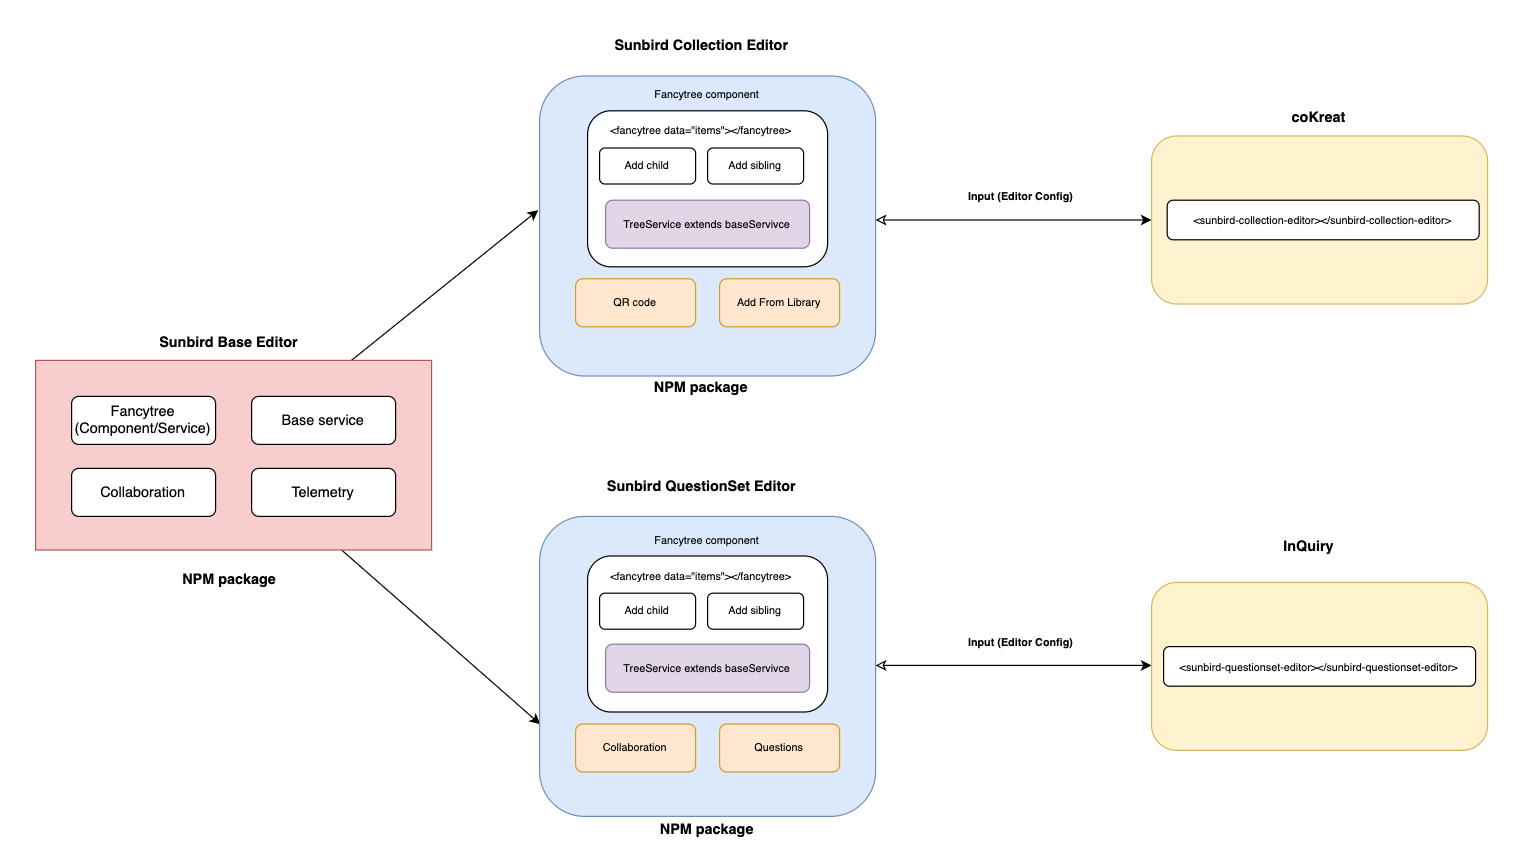 Sunbird Collection Editor
Fancytree component
<fancytree data="items"></fancytree>
Add child
Add sibling
TreeService extends baseServivce
QR code
Add From Library
NPM package
Input (Editor Config)
coKreat
<sunbird-collection-editor></sunbird-collection-editor>
Sunbird Base Editor
Fancytree
(Component/Service)
Base service
Collaboration
Telemetry
NPM package
Sunbird QuestionSet Editor
Fancytree component
<fancytree data="items"></fancytree>
Add child
Add sibling
TreeService extends baseServivce
Collaboration
Questions
NPM package
Input (Editor Config)
InQuiry
<sunbird-questionset-editor></sunbird-questionset-editor>